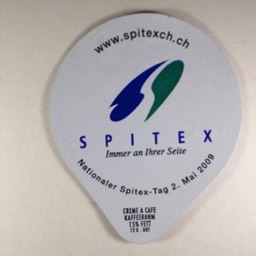 www.spitexch.ch
SPITEX
Immer an Ihrer Seite
Nationaler Spitex-Tag 2. Mai 2009
CREME A CAFE
KAFFEERAHM
15% FETT